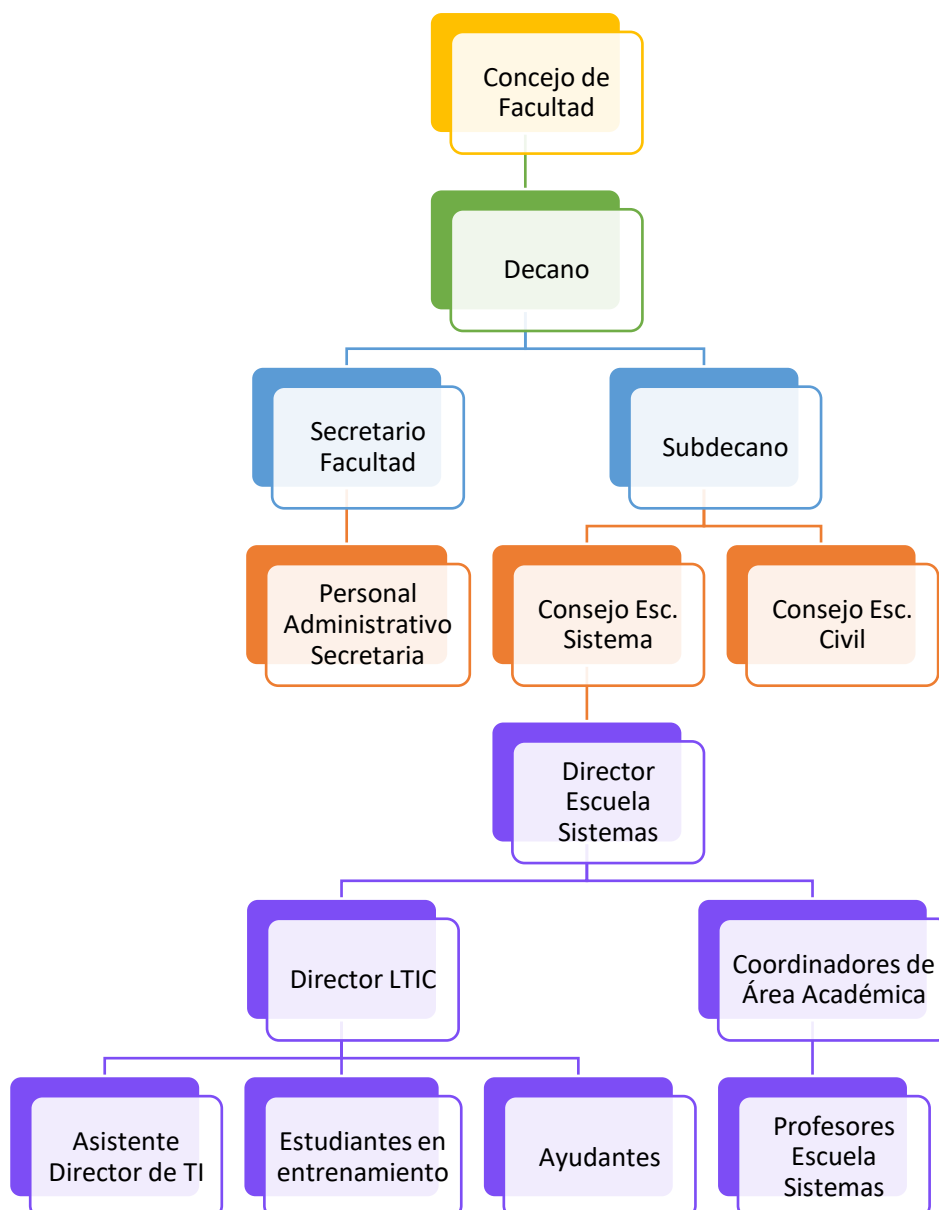 Concejo de
Facultad
Decano
Secretario
Facultad
Subdecano
Personal
Administrativo
Secretaria
Consejo Esc.
Sistema
Consejo Esc.
Civil
Director
Escuela
Sistemas
Director LTIC
Coordinadores de
Área Académica
Asistente
Director de TI
Estudiantes en
entrenamiento
Ayudantes
Profesores
Escuela
Sistemas